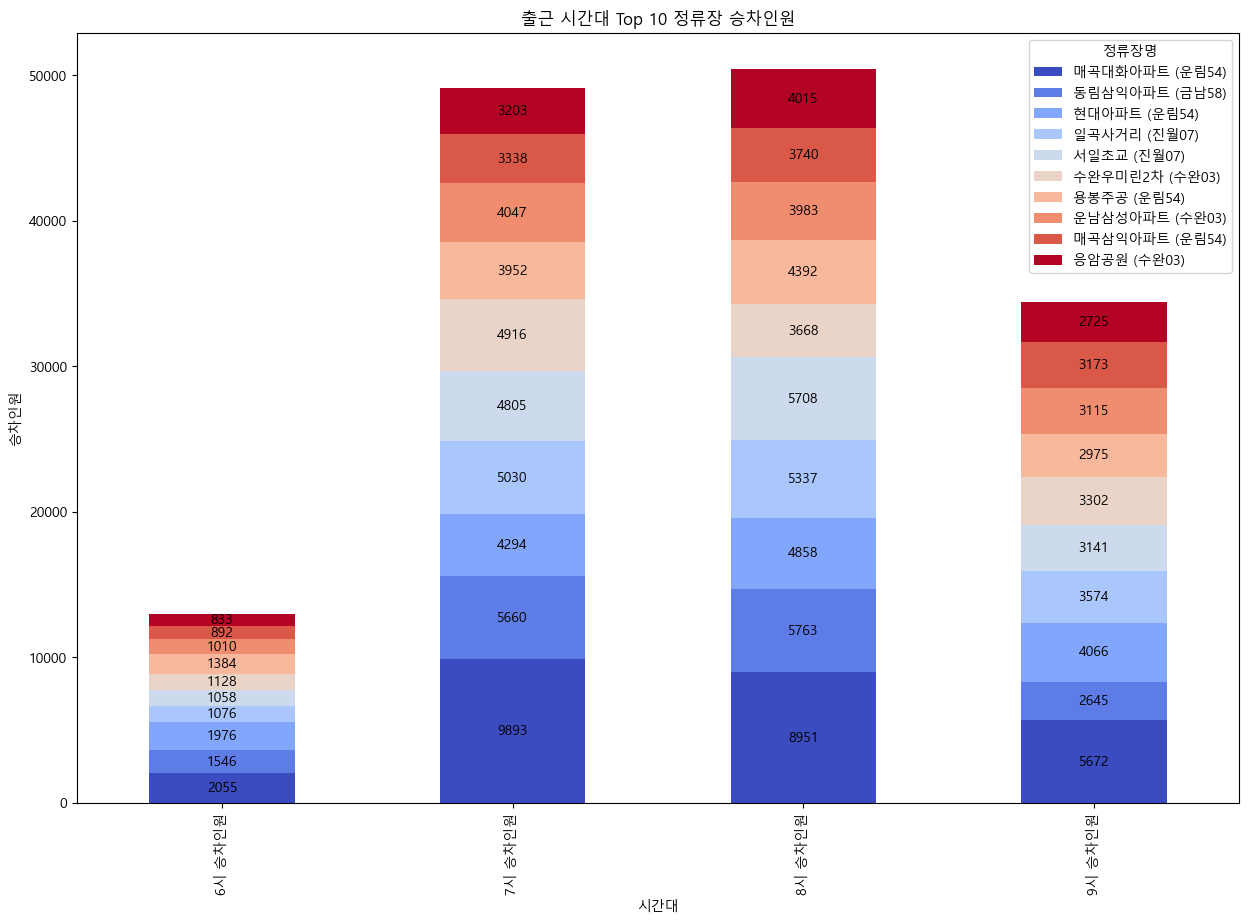 출근 시간대 Top 10 정류장 승차인원
정류장명
매곡대화아파트 (운림54)
동림삼익아파트 (금남58)
현대아파트 (운림54)
일곡사거리 (진월07)
서일초교 (진월07)
수완우미린2차 (수완03)
용봉주공 (운림54)
운남삼성아파트 (수완03)
매곡삼익아파트 (운림54)
응암공원 (수완03)
승차인원
50000
40000
30000
20000
10000
0
833
892
1010
1384
1128
1058
1076
1976
1546
2055
3203
3338
4047
3952
4916
4805
5030
4294
5660
9893
4015
3740
3983
4392
3668
5708
5337
4858
5763
8951
2725
3173
3115
2975
3302
3141
3574
4066
2645
5672
6시 승차인원
7시 승차인원
8시 승차인원
9시 승차인원
시간대